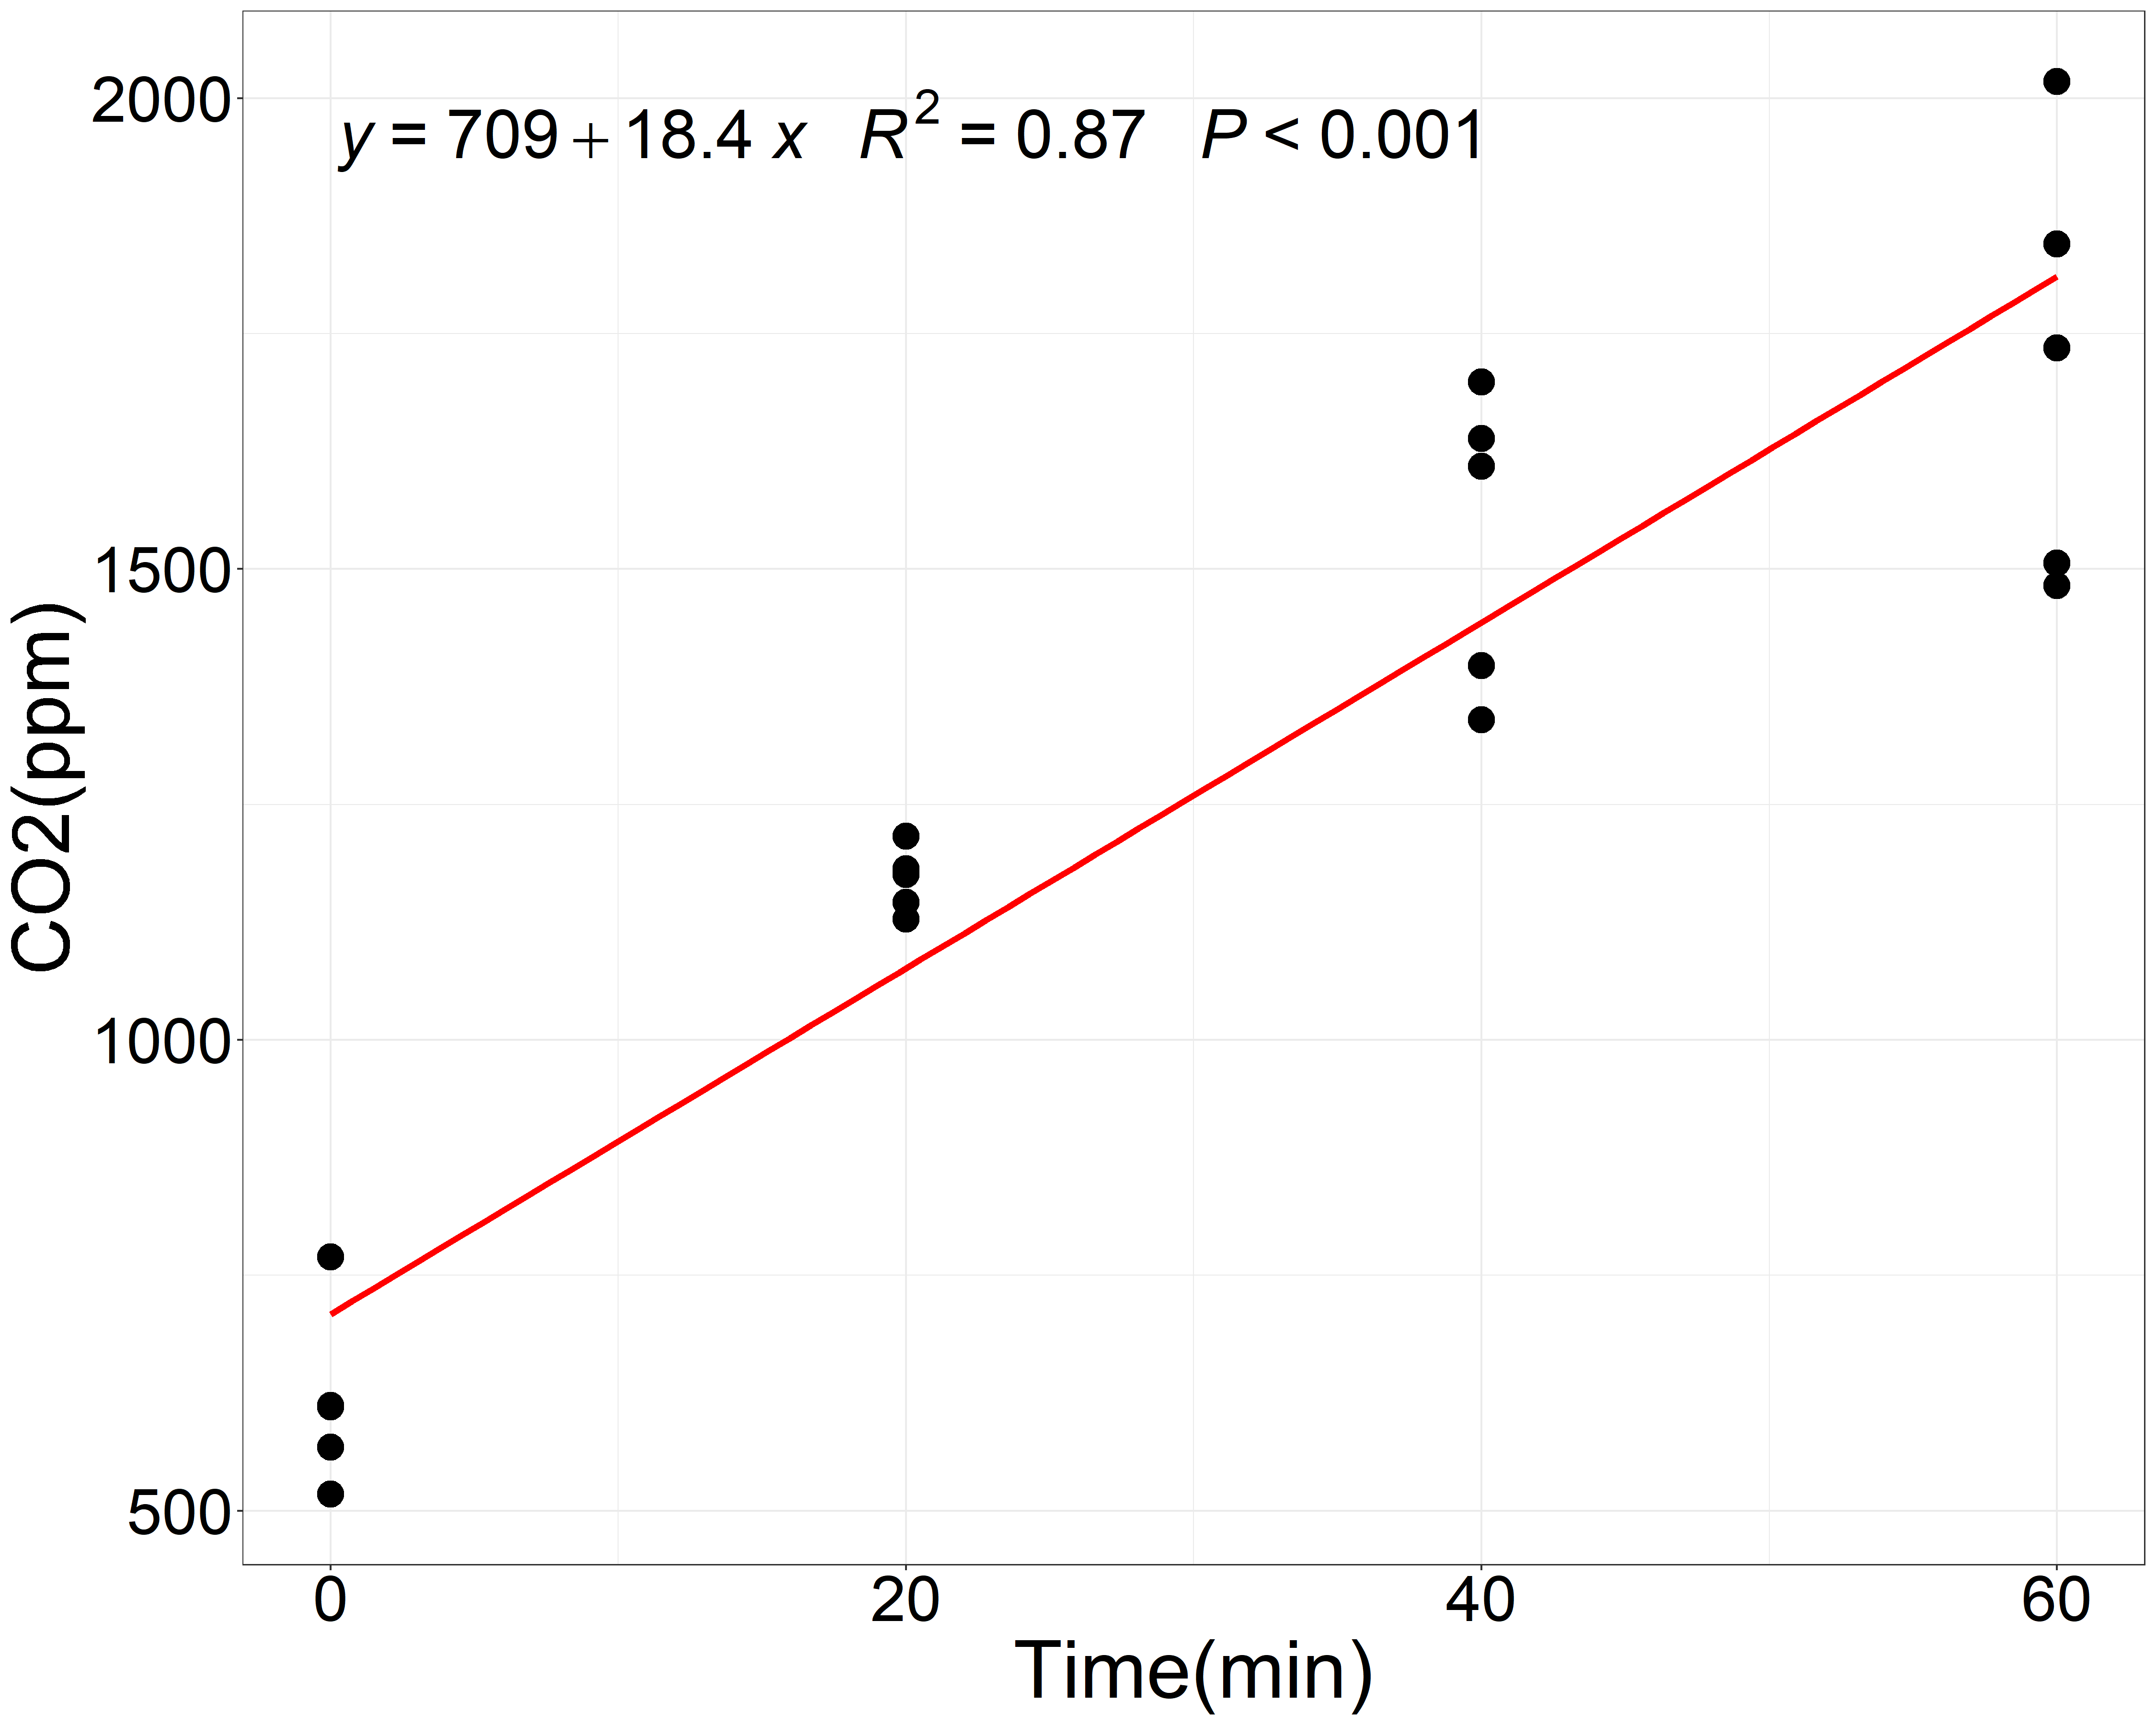 y = 709 + 18.4 x R² = 0.87 P < 0.001
2000
1500
1000
500
CO2(ppm)
0 20 40 60
Time(min)